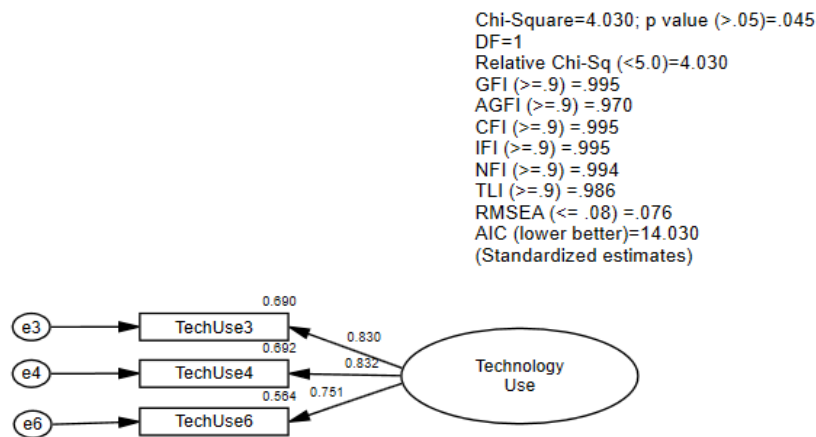 Chi-Square=4.030; p value (>.05)=.045
DF=1
Relative Chi-Sq (<5.0)=4.030
GFI (>=.9) =.995
AGFI (>=.9) =.970
CFI (>=.9) =.995
IFI (>=.9) =.995
NFI (>=.9) =.994
TLI (>=.9) =.986
RMSEA (<= .08) =.076
AIC (lower better)=14.030
(Standardized estimates)
0.690
e3 TechUse3
0.830
0.692
e4 TechUse4
0.832
Technology
Use
0.564
0.751
e6 TechUse6